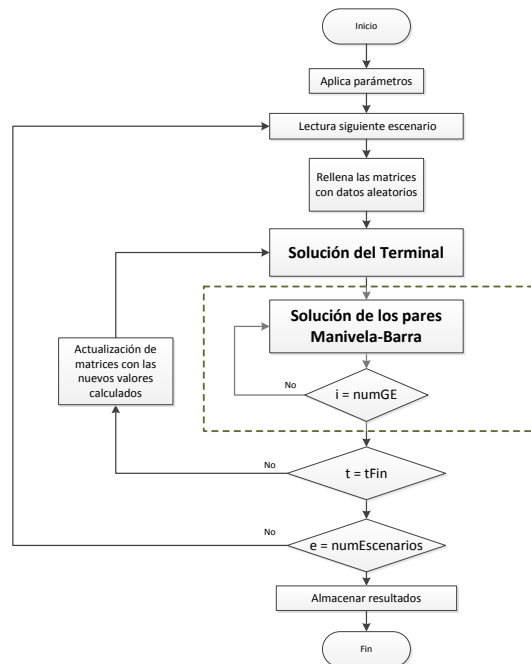 Inicio
Aplica parámetros
Lectura siguiente escenario
Rellena las matrices
con datos aleatorios
Solución del Terminal
Solución de los pares
Manivela-Barra
Actualización de
matrices con las
nuevos valores
calculados
No
i = numGE
No
t = tFin
No
e = numEscenarios
Almacenar resultados
Fin